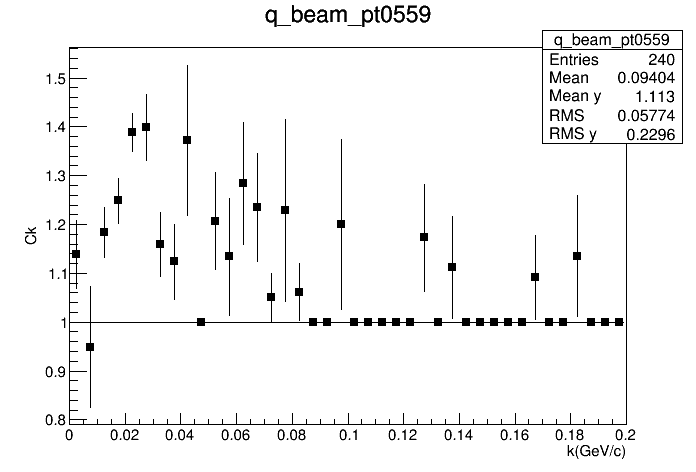 q_beam_pt0559
q_beam_pt0559
Entries 240
Mean 0.09404
Mean y 1.113
RMS 0.05774
RMS y 0.2296
Ck
1.5
1.4
1.3
1.2
1.1
1
0.9
0.8
0 0.02 0.04 0.06 0.08 0.1 0.12 0.14 0.16 0.18 0.2
k(GeV/c)